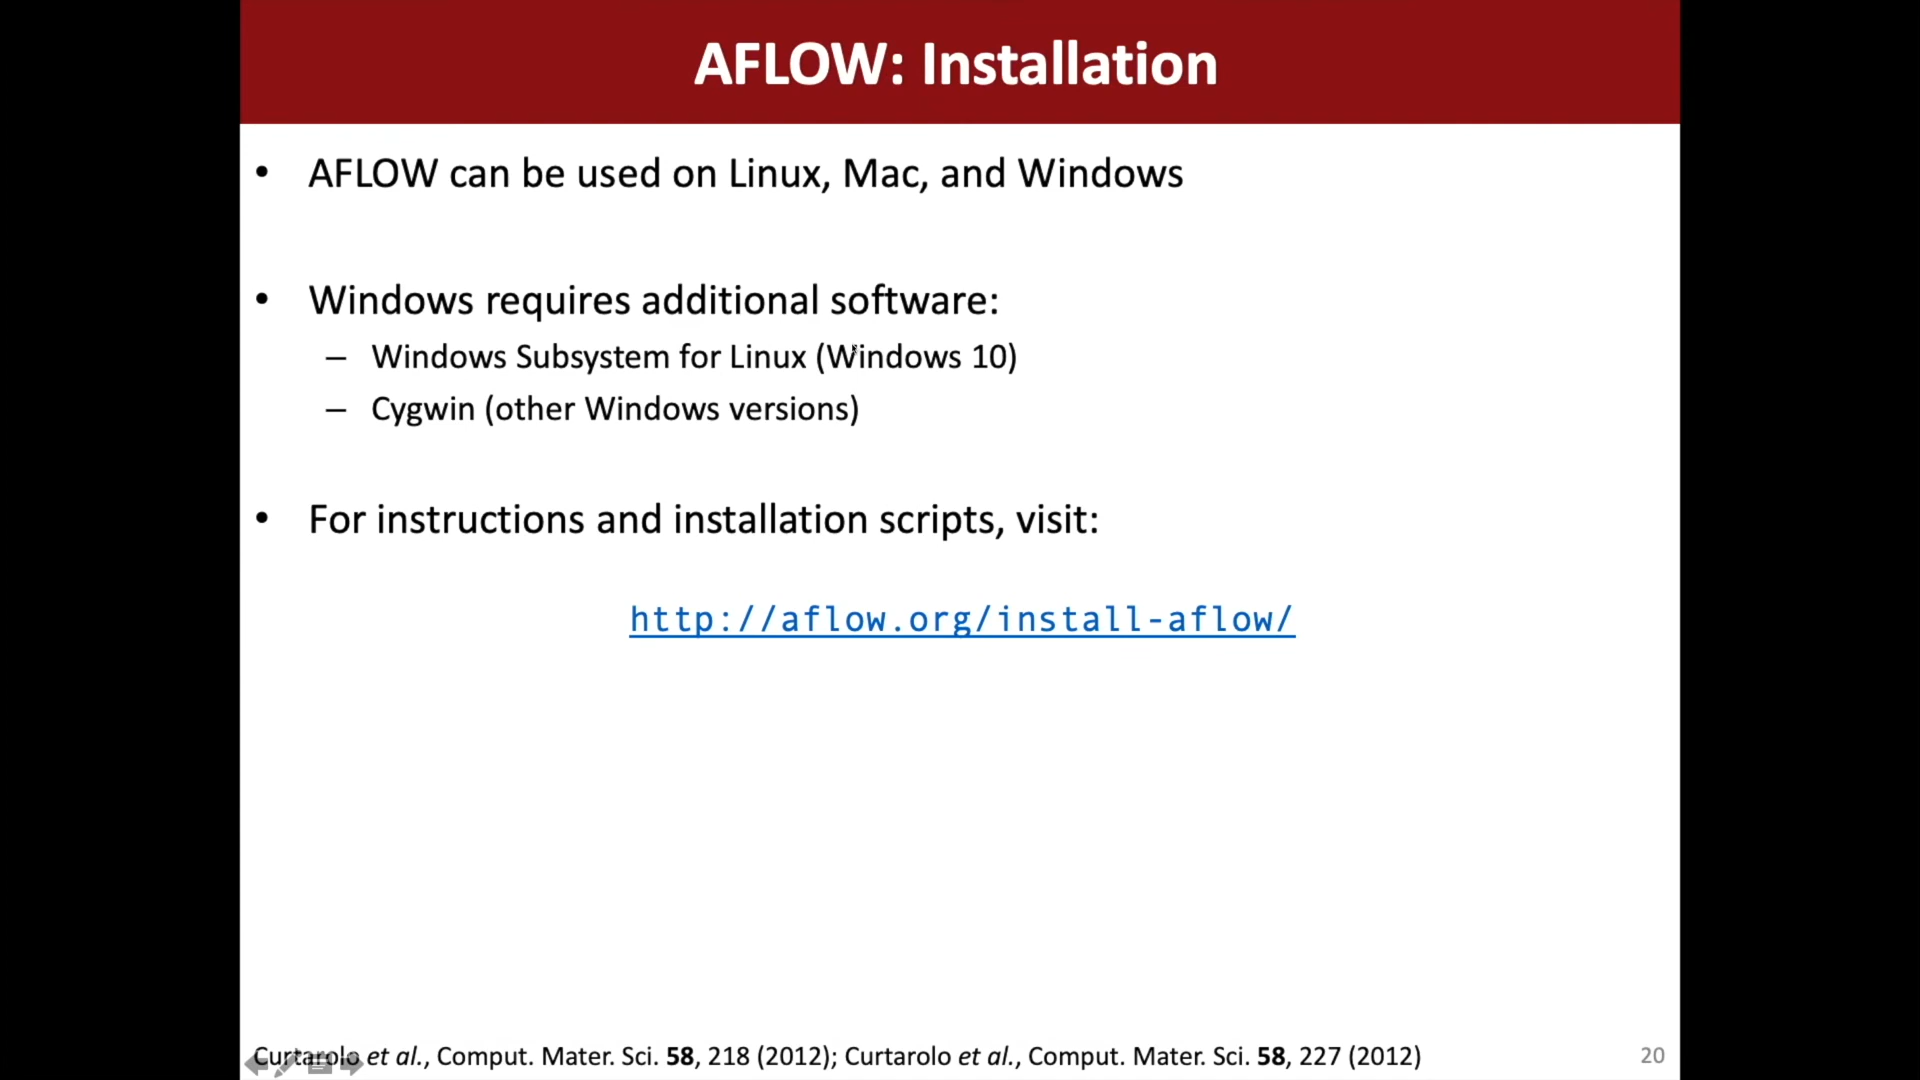 AFLOW: Installation
• AFLOW can be used on Linux, Mac, and Windows
• Windows requires additional software:
– Windows Subsystem for Linux (Windows 10)
– Cygwin (other Windows versions)
• For instructions and installation scripts, visit:
http://aflow.org/install-aflow/
Curtarolo et al., Comput. Mater. Sci. 58, 218 (2012); Curtarolo et al., Comput. Mater. Sci. 58, 227 (2012)
20